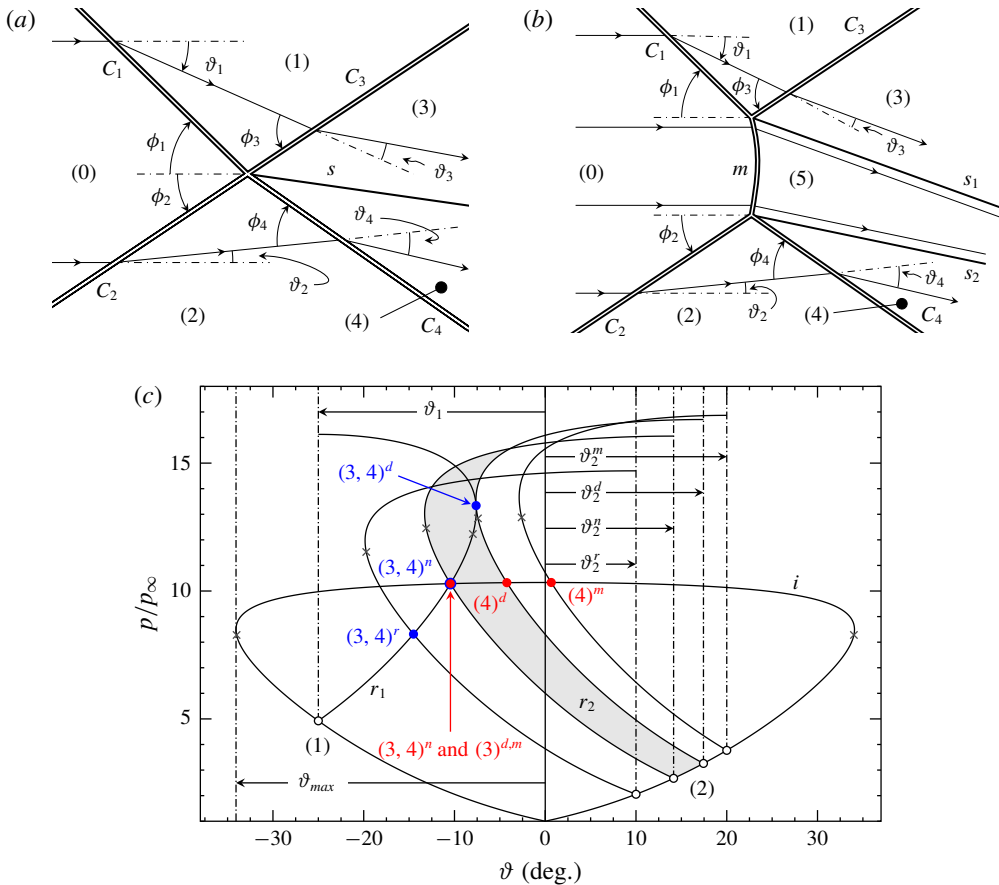 (a)
C₁
ϑ₁
(1)
C₃
(3)
ϕ₁
ϕ₃
ϑ₃
(0)
s
ϕ₂
ϕ₄
ϑ₄
C₂
ϑ₂
(2)
(4)
C₄
(b)
C₁
ϑ₁
(1)
C₃
ϕ₁
ϕ₃
(3)
ϑ₃
(0)
m
(5)
s₁
ϕ₂
ϕ₄
s₂
ϑ₄
C₂
(2)
ϑ₂
(4)
C₄
(c)
ϑ₁
(3, 4)ᵈ
ϑ₂ᵐ
ϑ₂ᵈ
ϑ₂ⁿ
ϑ₂ʳ
(3, 4)ⁿ
(4)ᵈ
(4)ᵐ
i
(3, 4)ʳ
r₁
r₂
(1)
(3, 4)ⁿ and (3)ᵈ,ᵐ
(2)
ϑₘₐₓ
p/p∞
15
10
5
−30
−20
−10
0
10
20
30
ϑ (deg.)